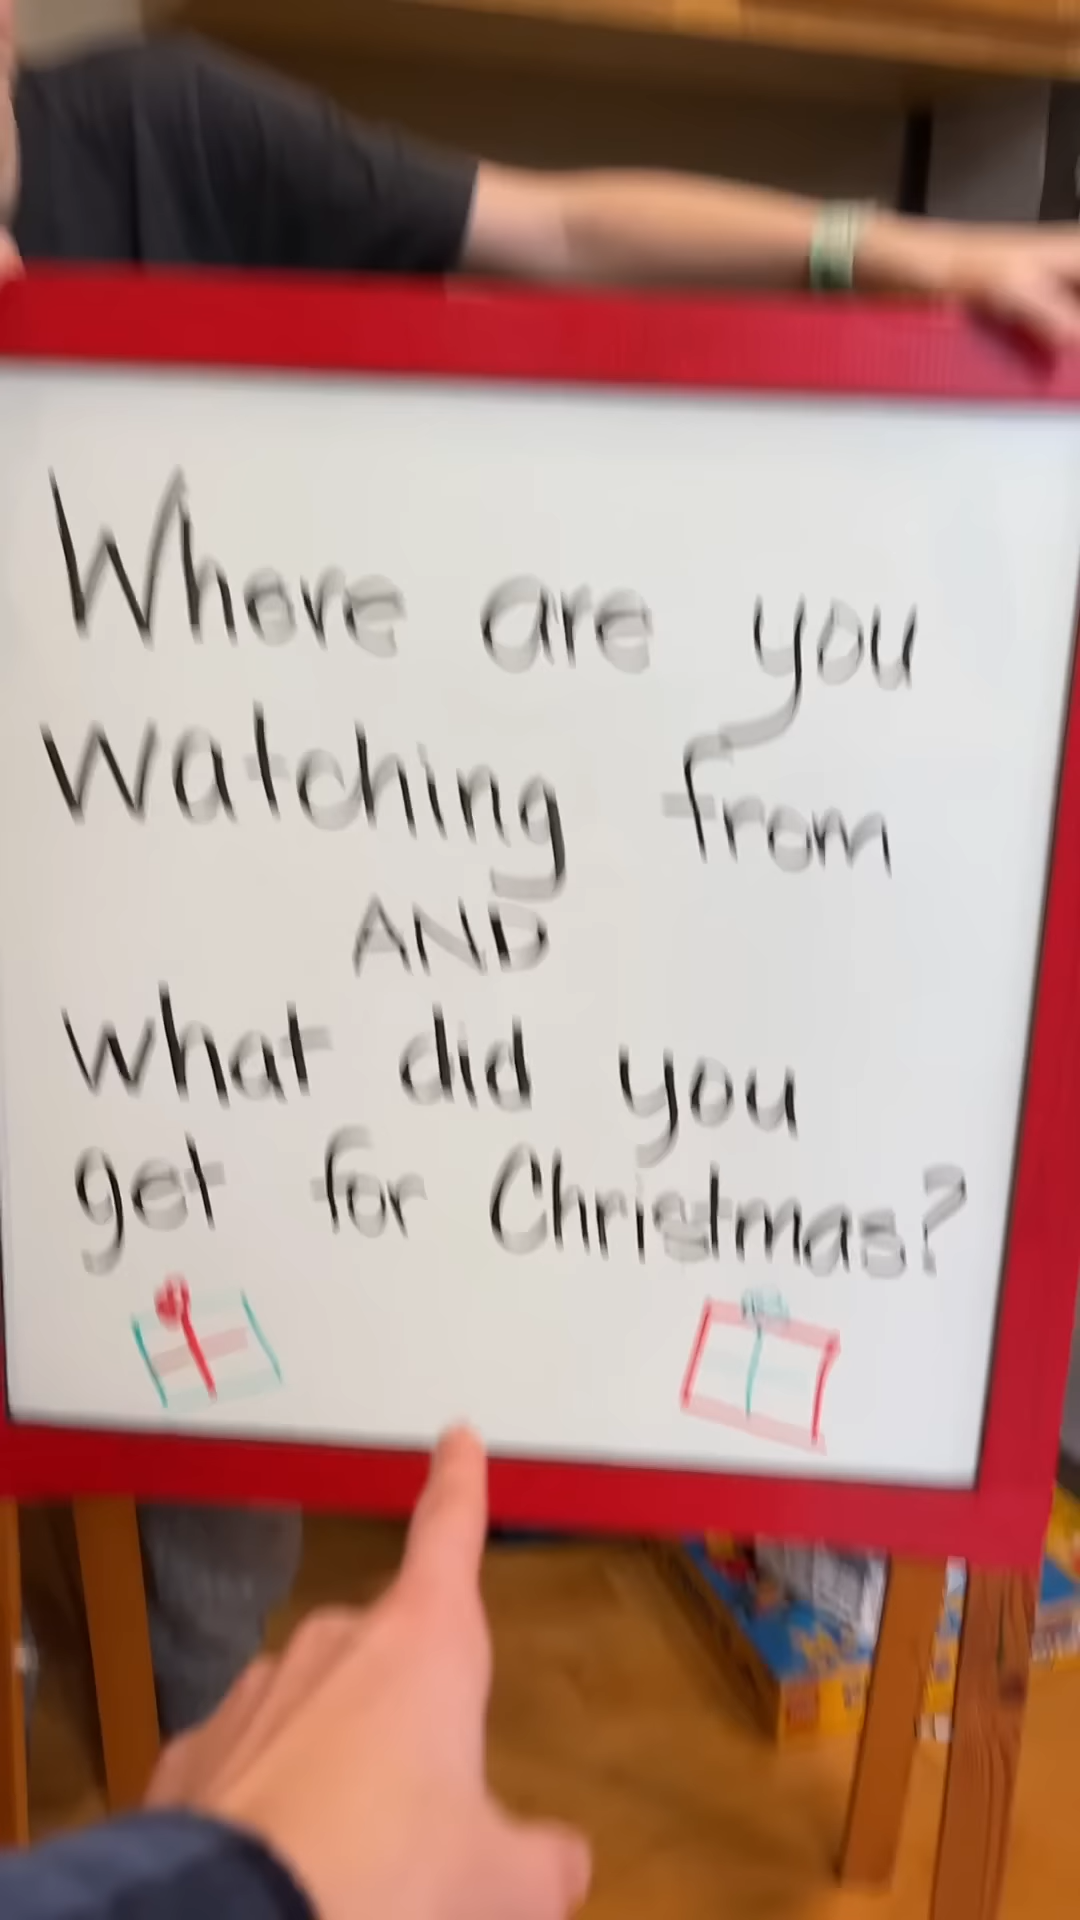 Where are you
watching from
AND
what did you
get for Christmas?